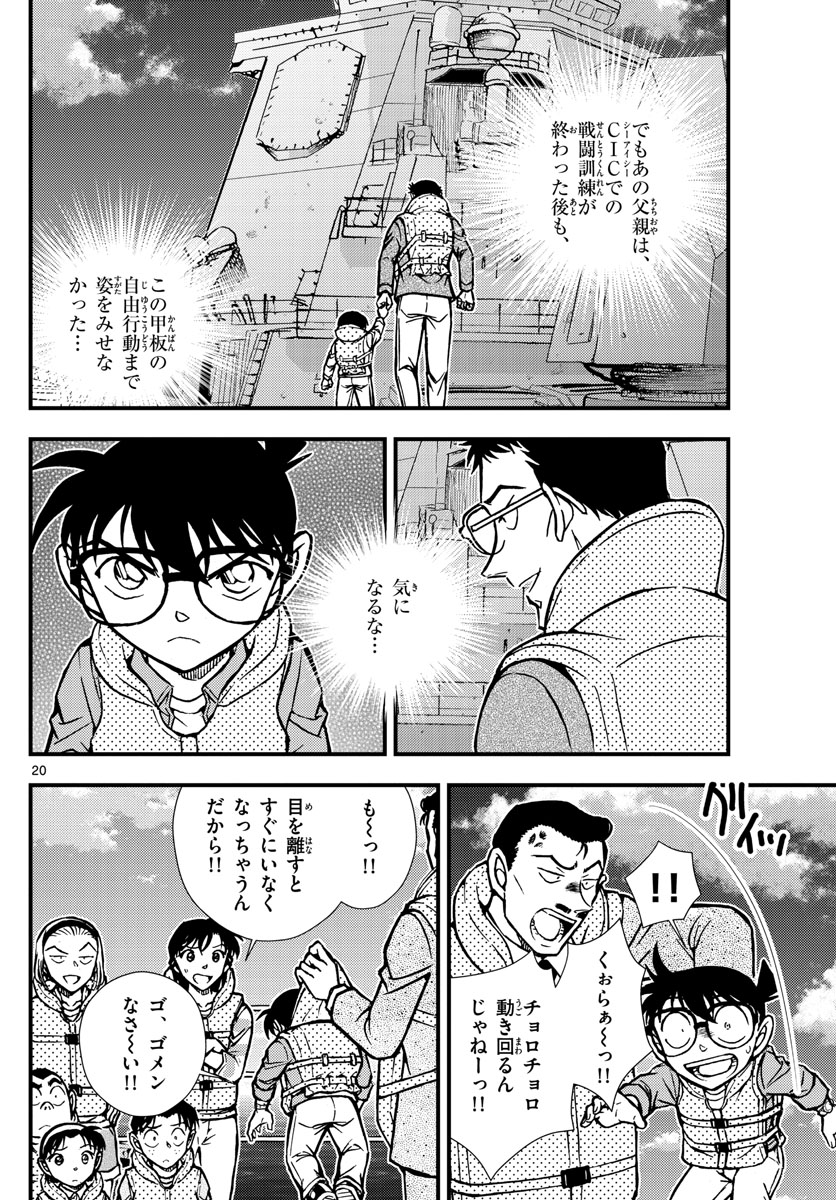 でもあの父親は、
CICでの
戦闘訓練が
終わった後も、
この甲板の
自由行動まで
姿をみせな
かった…
気に
なるな…
20
グイッ
!!
くぉらぁ〜っ!!
チョロチョロ
動き回るん
じゃねーっ!!
も〜っ!!
目を離すと
すぐにいなく
なっちゃうん
だから!!
ゴ、ゴメン
なさ〜い!!